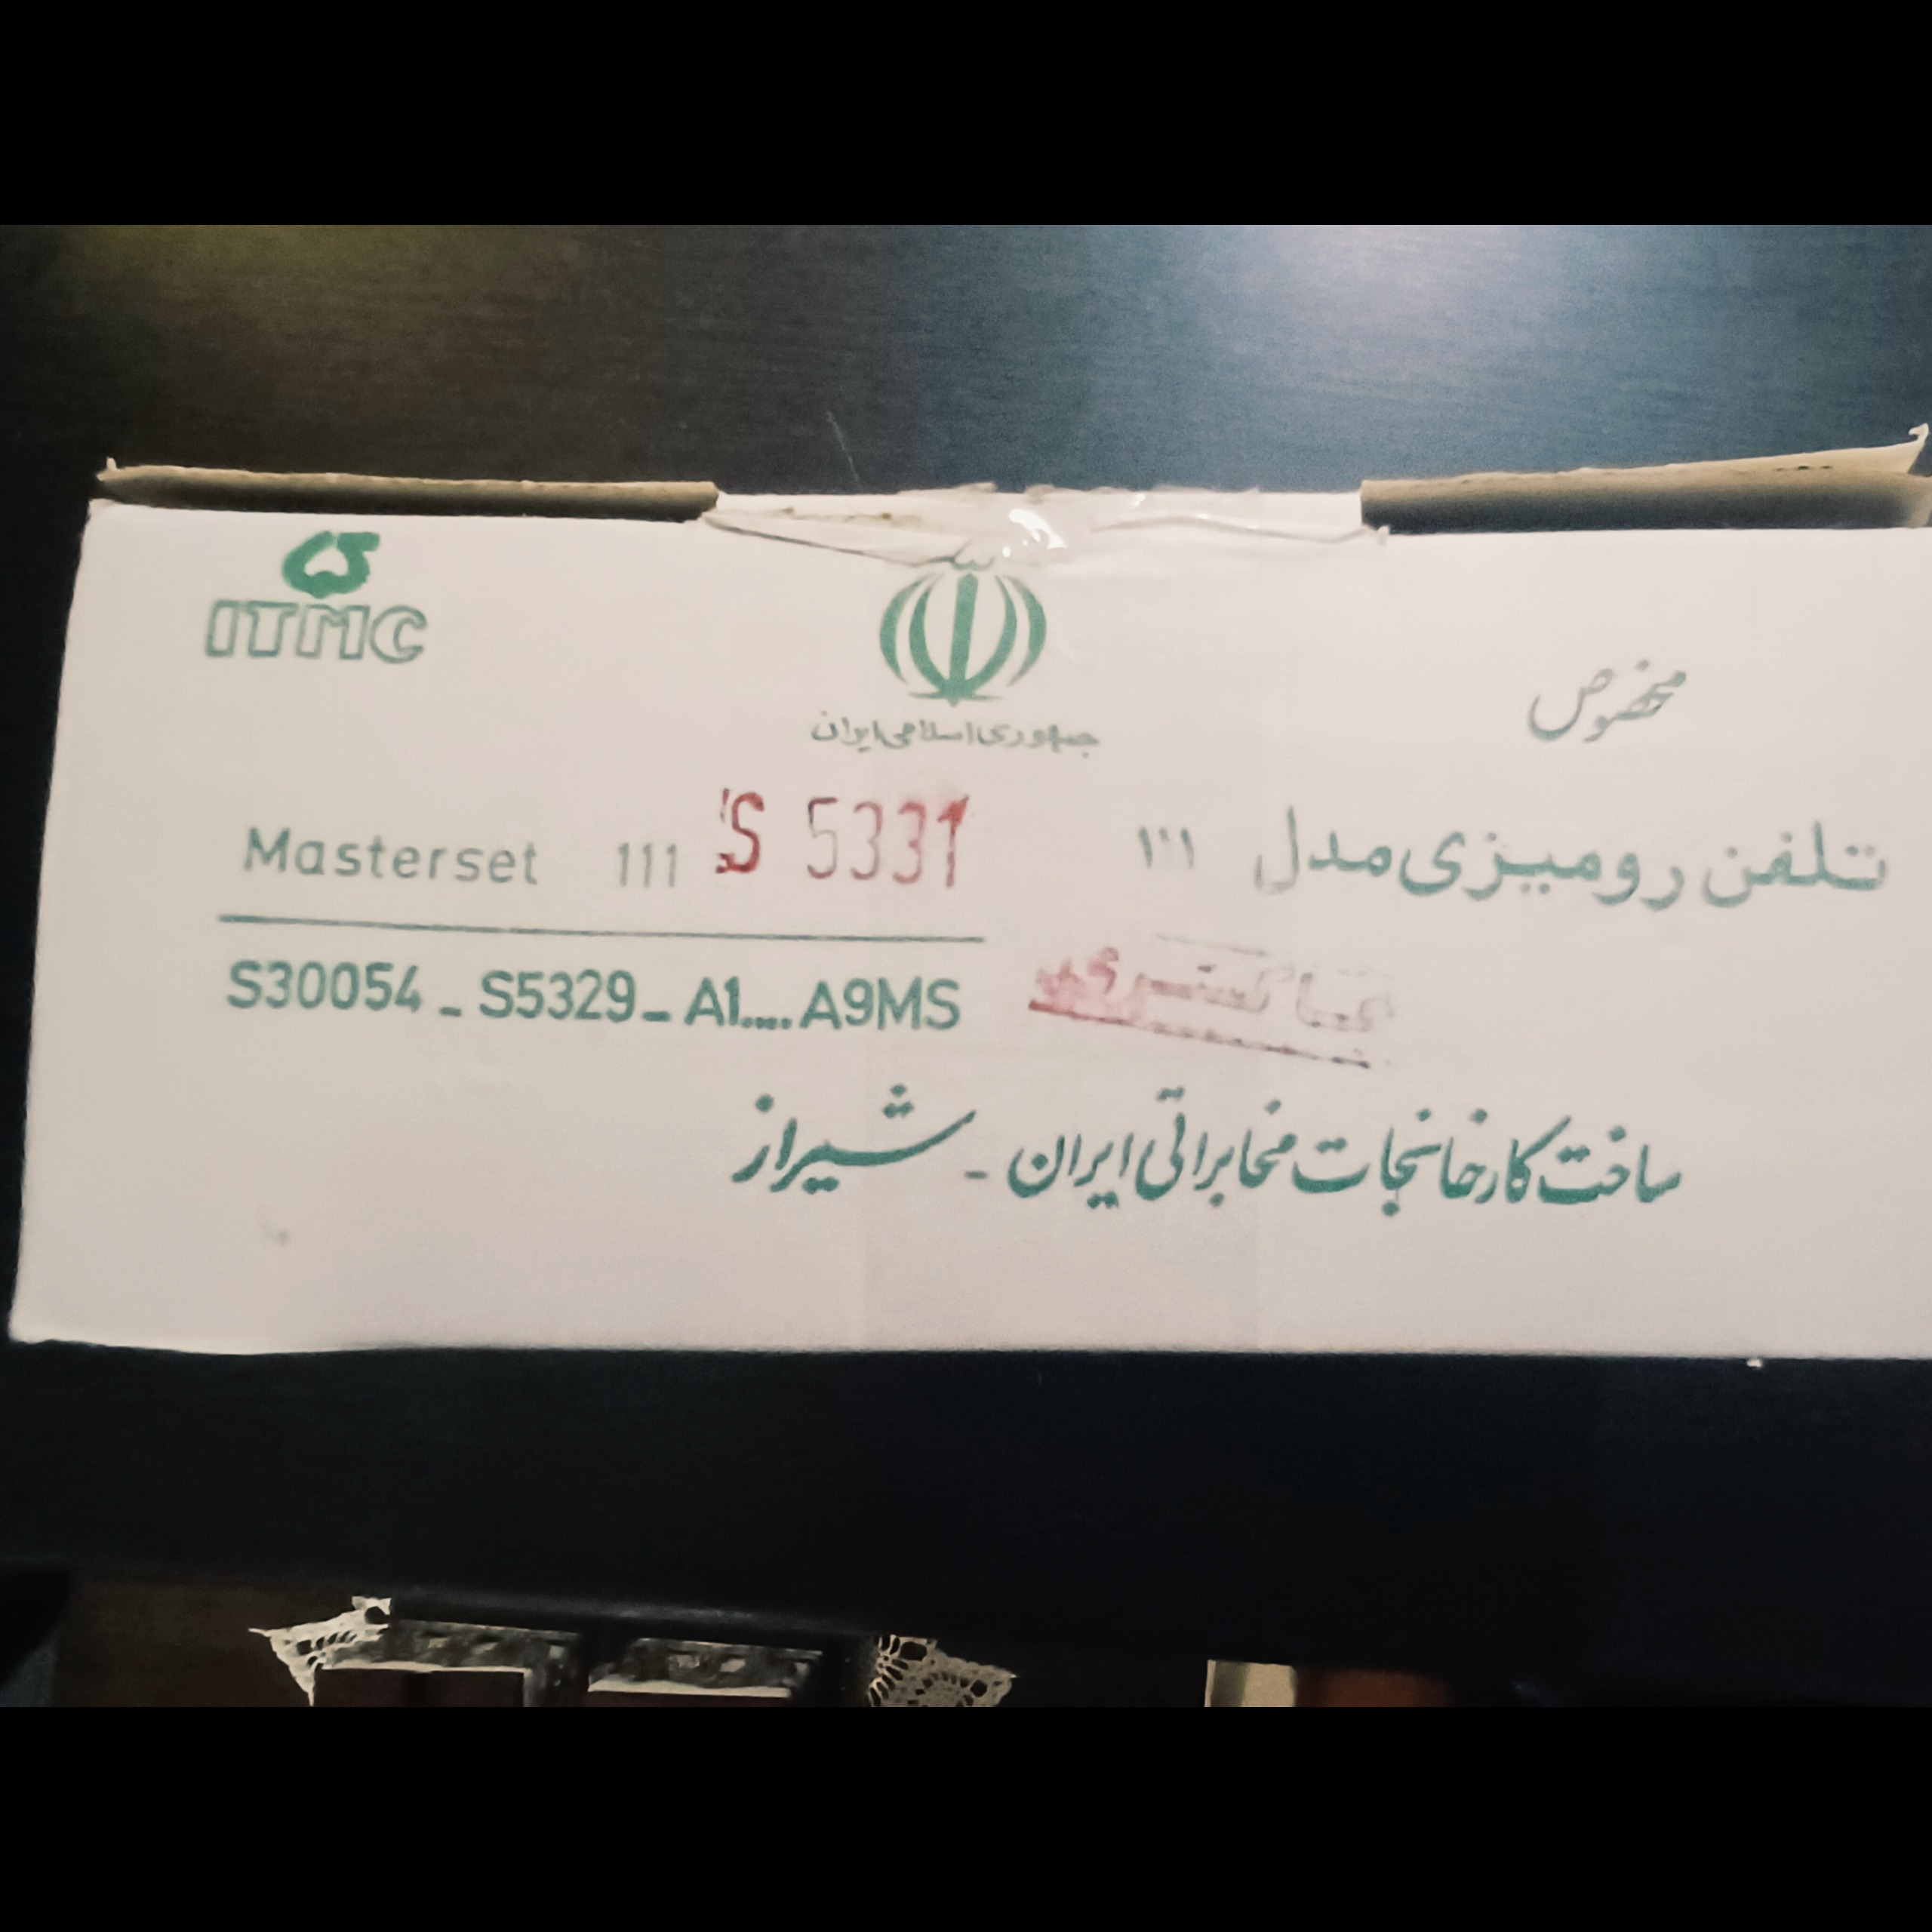 ITMC
جمهوری اسلامی ایران
مخصوص
Masterset 111 S 5331
تلفن رومیزی مدل ۱۱۱
S30054 - S5329 - A1.... A9MS
ساخت کارخانجات مخابراتی ایران - شیراز